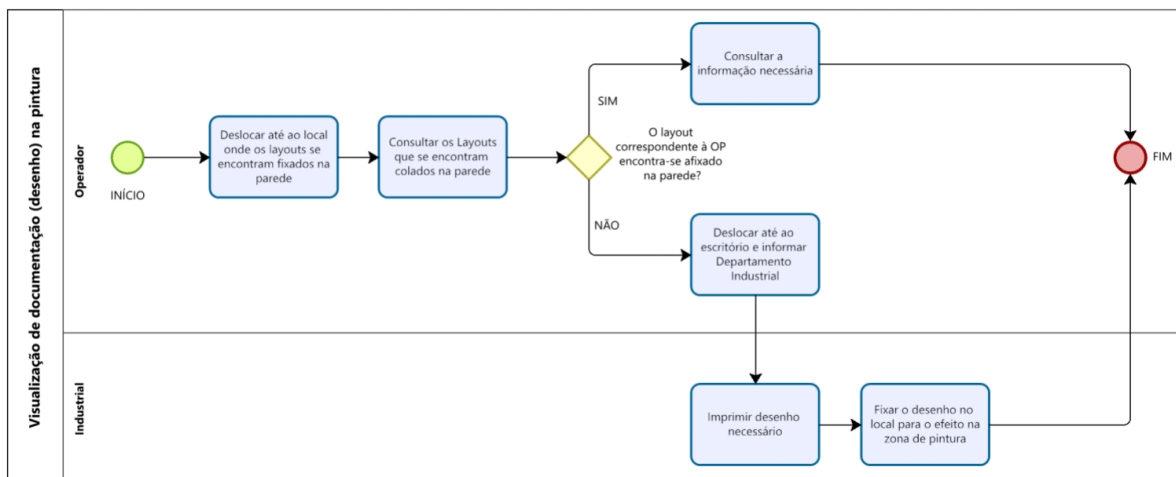 Visualização de documentação (desenho) na pintura
Operador
INÍCIO
Deslocar até ao local
onde os layouts se
encontram fixados na
parede
Consultar os Layouts
que se encontram
colados na parede
O layout
correspondente à OP
encontra-se afixado
na parede?
SIM
Consultar a
informação necessária
NÃO
Deslocar até ao
escritório e informar
Departamento
Industrial
FIM
Industrial
Imprimir desenho
necessário
Fixar o desenho no
local para o efeito na
zona de pintura